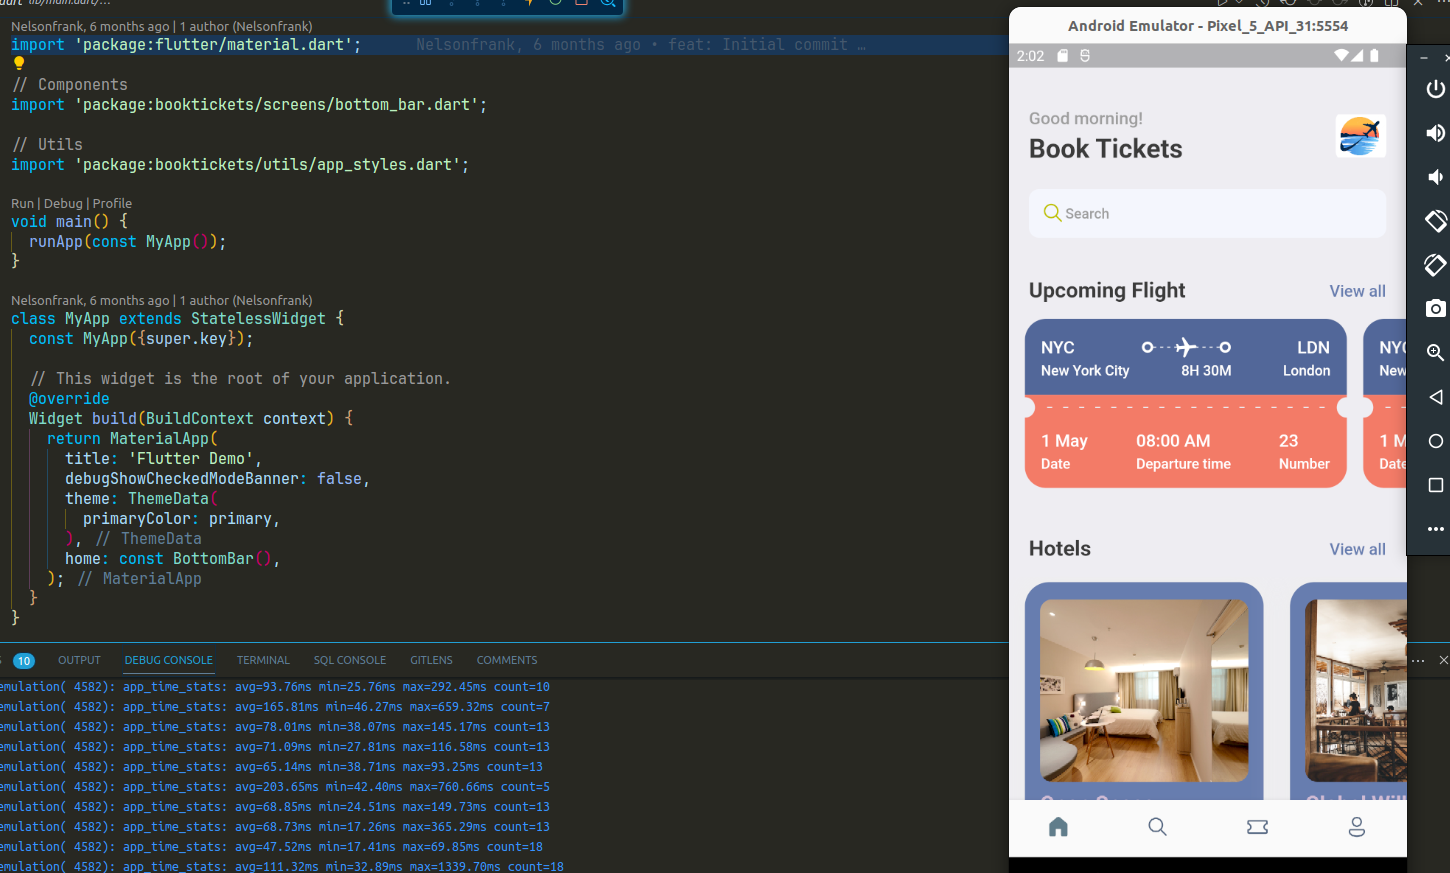 lib/main.dart/...
Nelsonfrank, 6 months ago | 1 author (Nelsonfrank)
import 'package:flutter/material.dart';      Nelsonfrank, 6 months ago • feat: Initial commit …
// Components
import 'package:booktickets/screens/bottom_bar.dart';
// Utils
import 'package:booktickets/utils/app_styles.dart';
Run | Debug | Profile
void main() {
  runApp(const MyApp());
}
Nelsonfrank, 6 months ago | 1 author (Nelsonfrank)
class MyApp extends StatelessWidget {
  const MyApp({super.key});
  // This widget is the root of your application.
  @override
  Widget build(BuildContext context) {
    return MaterialApp(
      title: 'Flutter Demo',
      debugShowCheckedModeBanner: false,
      theme: ThemeData(
        primaryColor: primary,
      ), // ThemeData
      home: const BottomBar(),
    ); // MaterialApp
  }
}
10 OUTPUT DEBUG CONSOLE TERMINAL SQL CONSOLE GITLENS COMMENTS
emulation( 4582): app_time_stats: avg=93.76ms min=25.76ms max=292.45ms count=10
emulation( 4582): app_time_stats: avg=165.81ms min=46.27ms max=659.32ms count=7
emulation( 4582): app_time_stats: avg=78.01ms min=38.07ms max=145.17ms count=13
emulation( 4582): app_time_stats: avg=71.09ms min=27.81ms max=116.58ms count=13
emulation( 4582): app_time_stats: avg=65.14ms min=38.71ms max=93.25ms count=13
emulation( 4582): app_time_stats: avg=203.65ms min=42.40ms max=760.66ms count=5
emulation( 4582): app_time_stats: avg=68.85ms min=24.51ms max=149.73ms count=13
emulation( 4582): app_time_stats: avg=68.73ms min=17.26ms max=365.29ms count=13
emulation( 4582): app_time_stats: avg=47.52ms min=17.41ms max=69.85ms count=18
emulation( 4582): app_time_stats: avg=111.32ms min=32.89ms max=1339.70ms count=18
Android Emulator - Pixel_5_API_31:5554
2:02
Good morning!
Book Tickets
Search
Upcoming Flight View all
NYC LDN NYC
New York City 8H 30M London New
1 May 08:00 AM 23 1 M
Date Departure time Number Date
Hotels View all